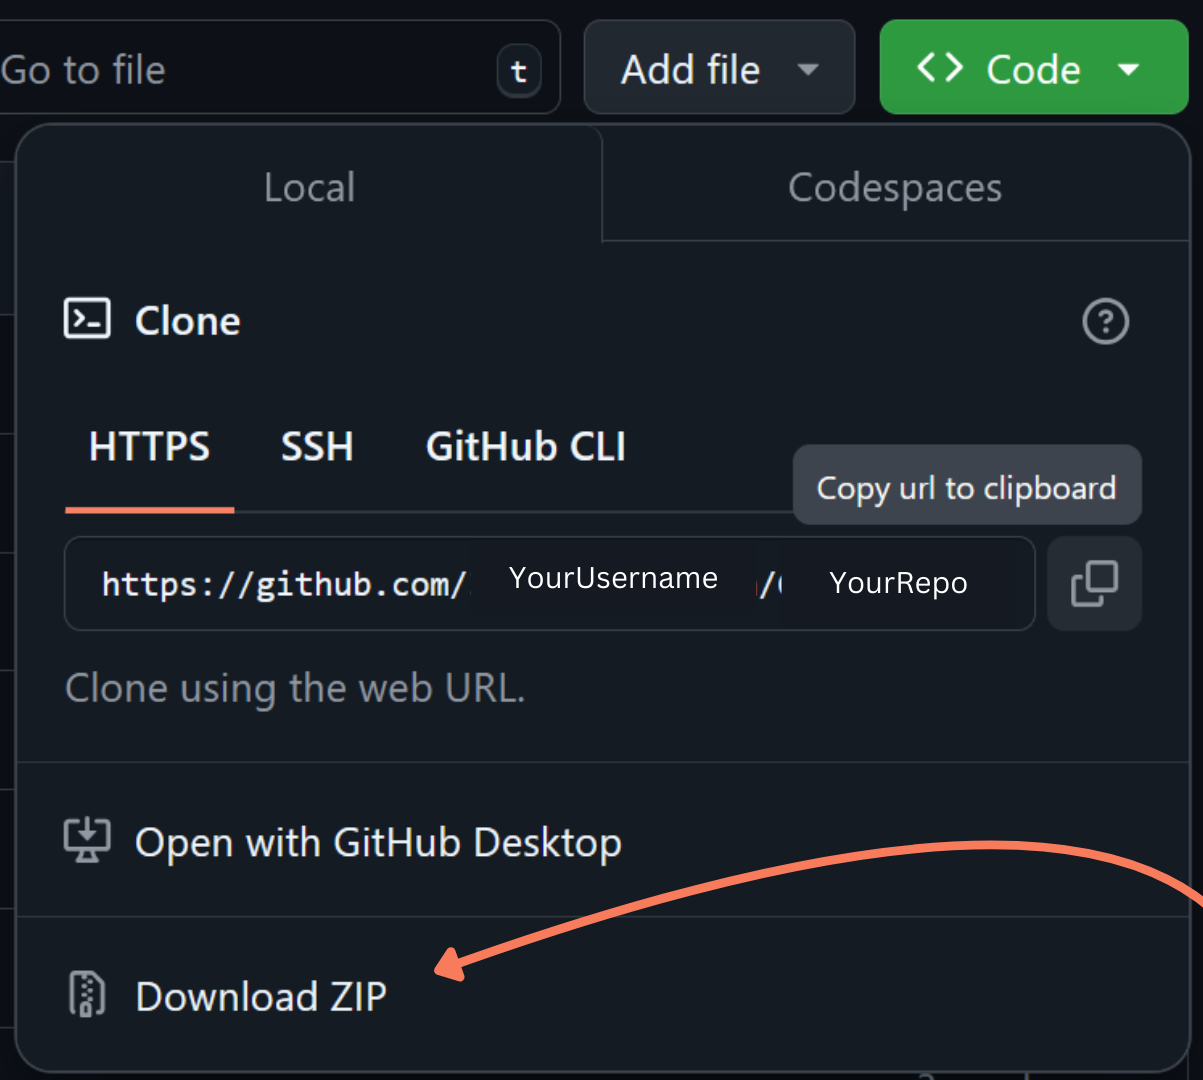 Go to file t Add file <> Code
Local Codespaces
Clone
HTTPS SSH GitHub CLI
Copy url to clipboard
https://github.com/ YourUsername / YourRepo
Clone using the web URL.
Open with GitHub Desktop
Download ZIP